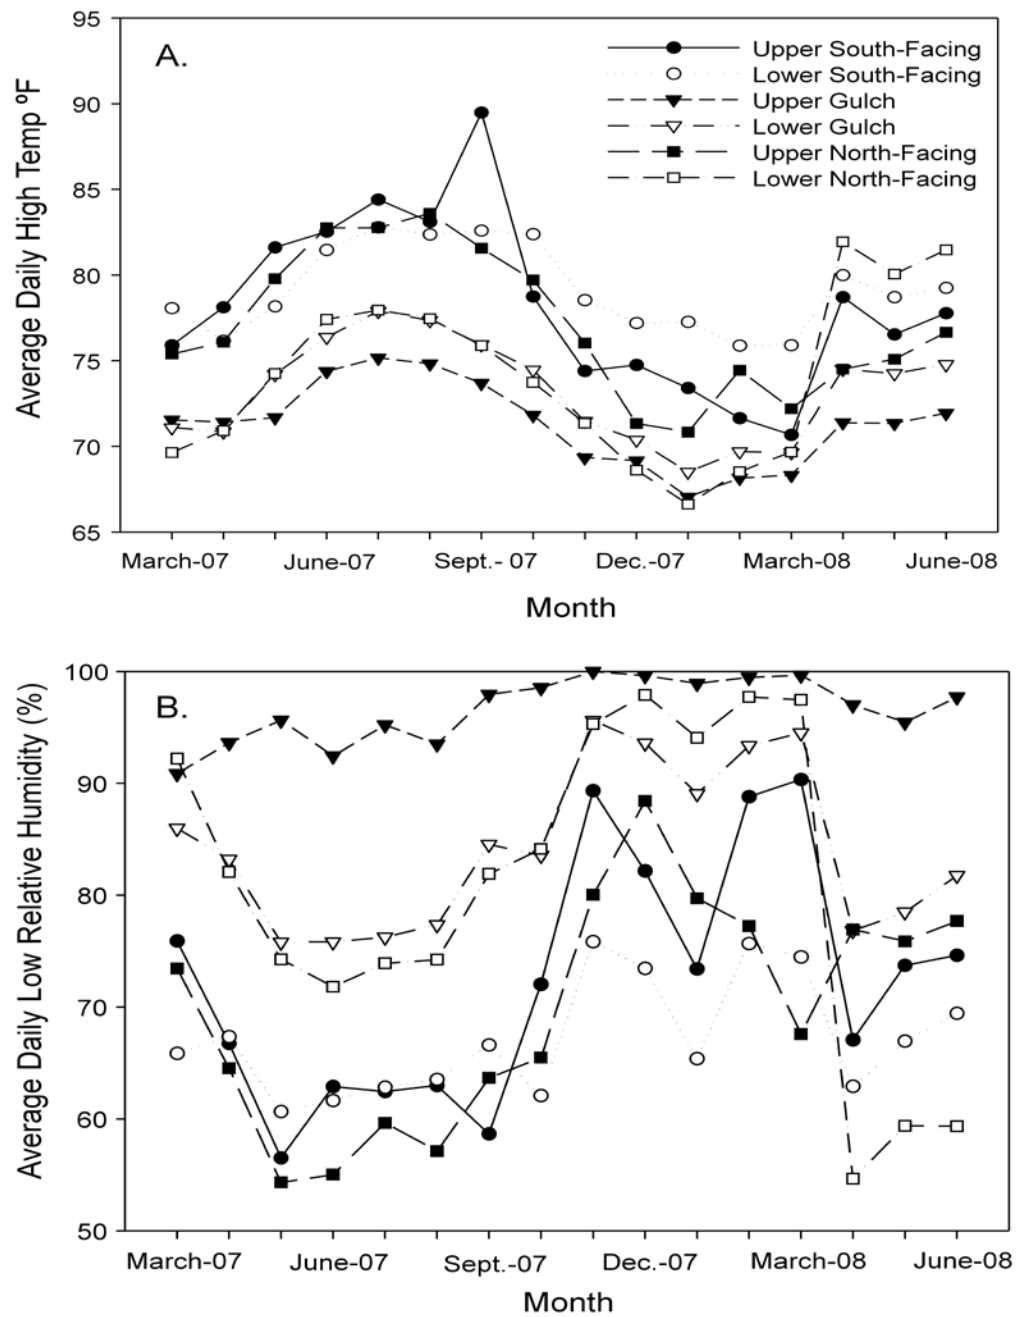 95
90
85
80
75
70
65
Average Daily High Temp ºF
A.
Upper South-Facing
Lower South-Facing
Upper Gulch
Lower Gulch
Upper North-Facing
Lower North-Facing
March-07 June-07 Sept.- 07 Dec.-07 March-08 June-08
Month
100
90
80
70
60
50
Average Daily Low Relative Humidity (%)
B.
March-07 June-07 Sept.-07 Dec.-07 March-08 June-08
Month